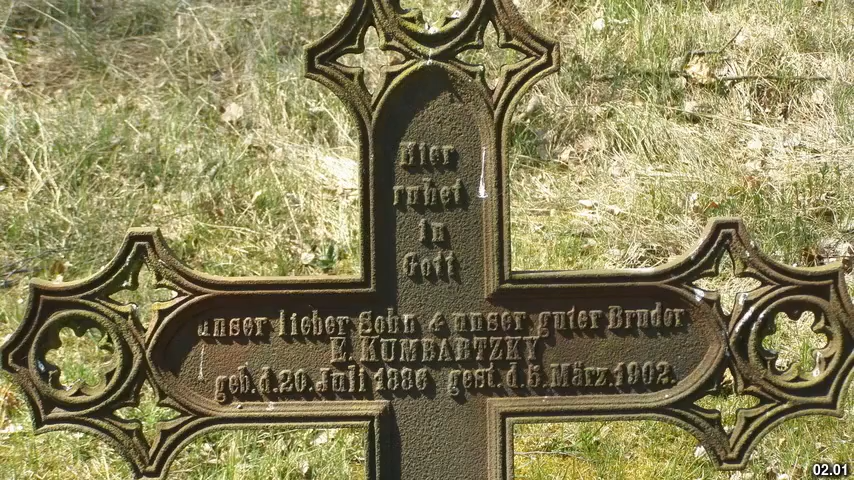 Hier
ruhet
in
Gott
unser lieber Sohn & unser guter Bruder
E. KUMBARTZKY
geb. d. 20. Juli 1886 gest. d. 5. März. 1902.
02.01